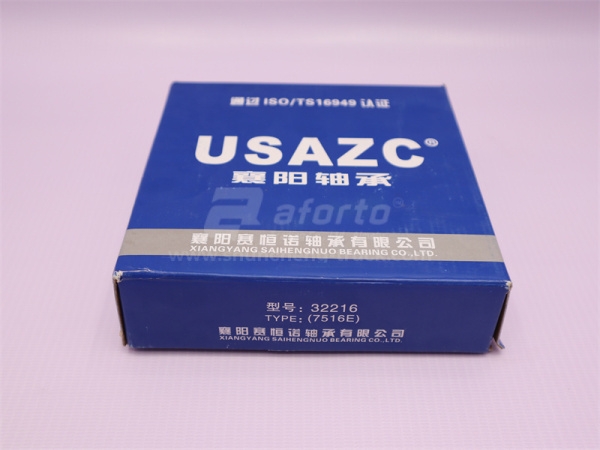 通过 ISO/TS16949 认证
USAZC®
襄阳轴承
aforto®
襄阳赛恒诺轴承有限公司
XIANGYANG SAIHENGNUO BEARING CO.,LTD.
型号: 32216
TYPE: (7516E)
襄阳赛恒诺轴承有限公司
XIANGYANG SAIHENGNUO BEARING CO.,LTD.